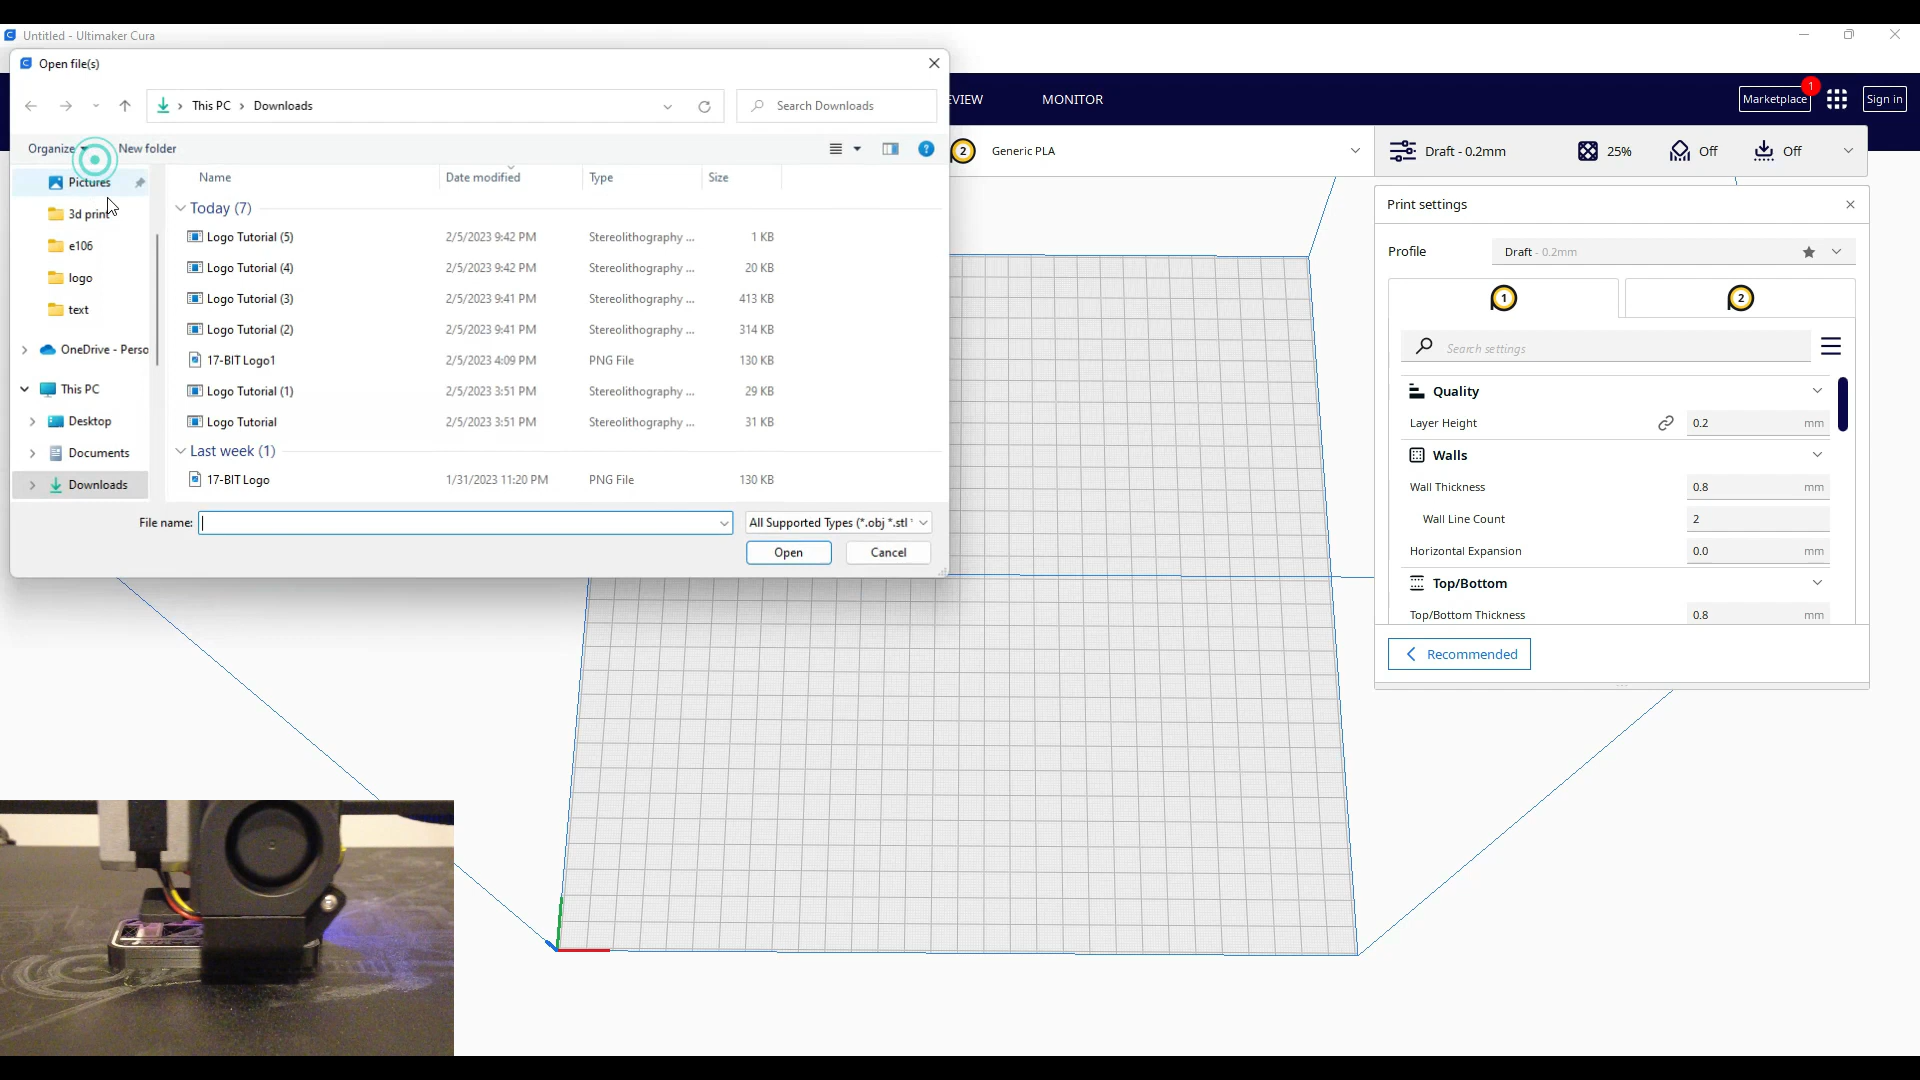 Untitled - Ultimaker Cura
Open file(s)
This PC > Downloads
Search Downloads
Organize
New folder
Name Date modified Type Size
Pictures
3d print
e106
logo
text
OneDrive - Perso
This PC
Desktop
Documents
Downloads
Today (7)
Logo Tutorial (5) 2/5/2023 9:42 PM Stereolithography ... 1 KB
Logo Tutorial (4) 2/5/2023 9:42 PM Stereolithography ... 20 KB
Logo Tutorial (3) 2/5/2023 9:41 PM Stereolithography ... 413 KB
Logo Tutorial (2) 2/5/2023 9:41 PM Stereolithography ... 314 KB
17-BIT Logo1 2/5/2023 4:09 PM PNG File 130 KB
Logo Tutorial (1) 2/5/2023 3:51 PM Stereolithography ... 29 KB
Logo Tutorial 2/5/2023 3:51 PM Stereolithography ... 31 KB
Last week (1)
17-BIT Logo 1/31/2023 11:20 PM PNG File 130 KB
File name:
All Supported Types (*.obj *.stl *
Open
Cancel
MONITOR
Marketplace
1
Sign in
2
Generic PLA
Draft - 0.2mm
25%
Off
Off
Print settings
Profile
Draft - 0.2mm
1
2
Search settings
Quality
Layer Height 0.2 mm
Walls
Wall Thickness 0.8 mm
Wall Line Count 2
Horizontal Expansion 0.0 mm
Top/Bottom
Top/Bottom Thickness 0.8 mm
Recommended